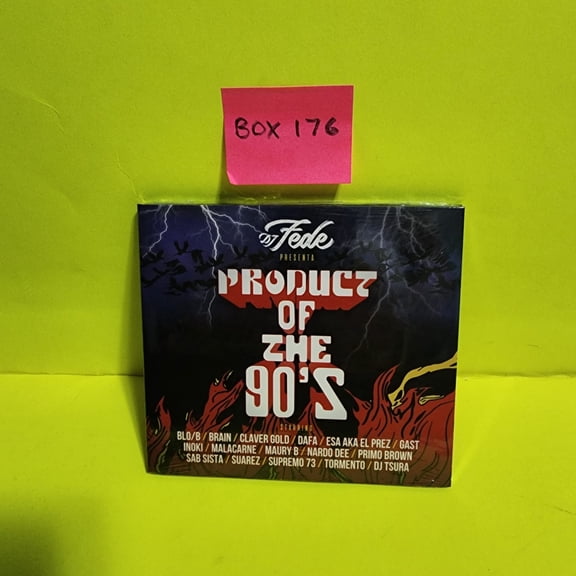 BOX 176
DJ Fede
PRESENTA
PRODUCT
OF
THE
90'S
STARRING
BLO/B / BRAIN / CLAVER GOLD / DAFA / ESA AKA EL PREZ / GAST
INOKI / MALACARNE / MAURY B / NARDO DEE / PRIMO BROWN
SAB SISTA / SUAREZ / SUPREMO 73 / TORMENTO / DJ TSURA